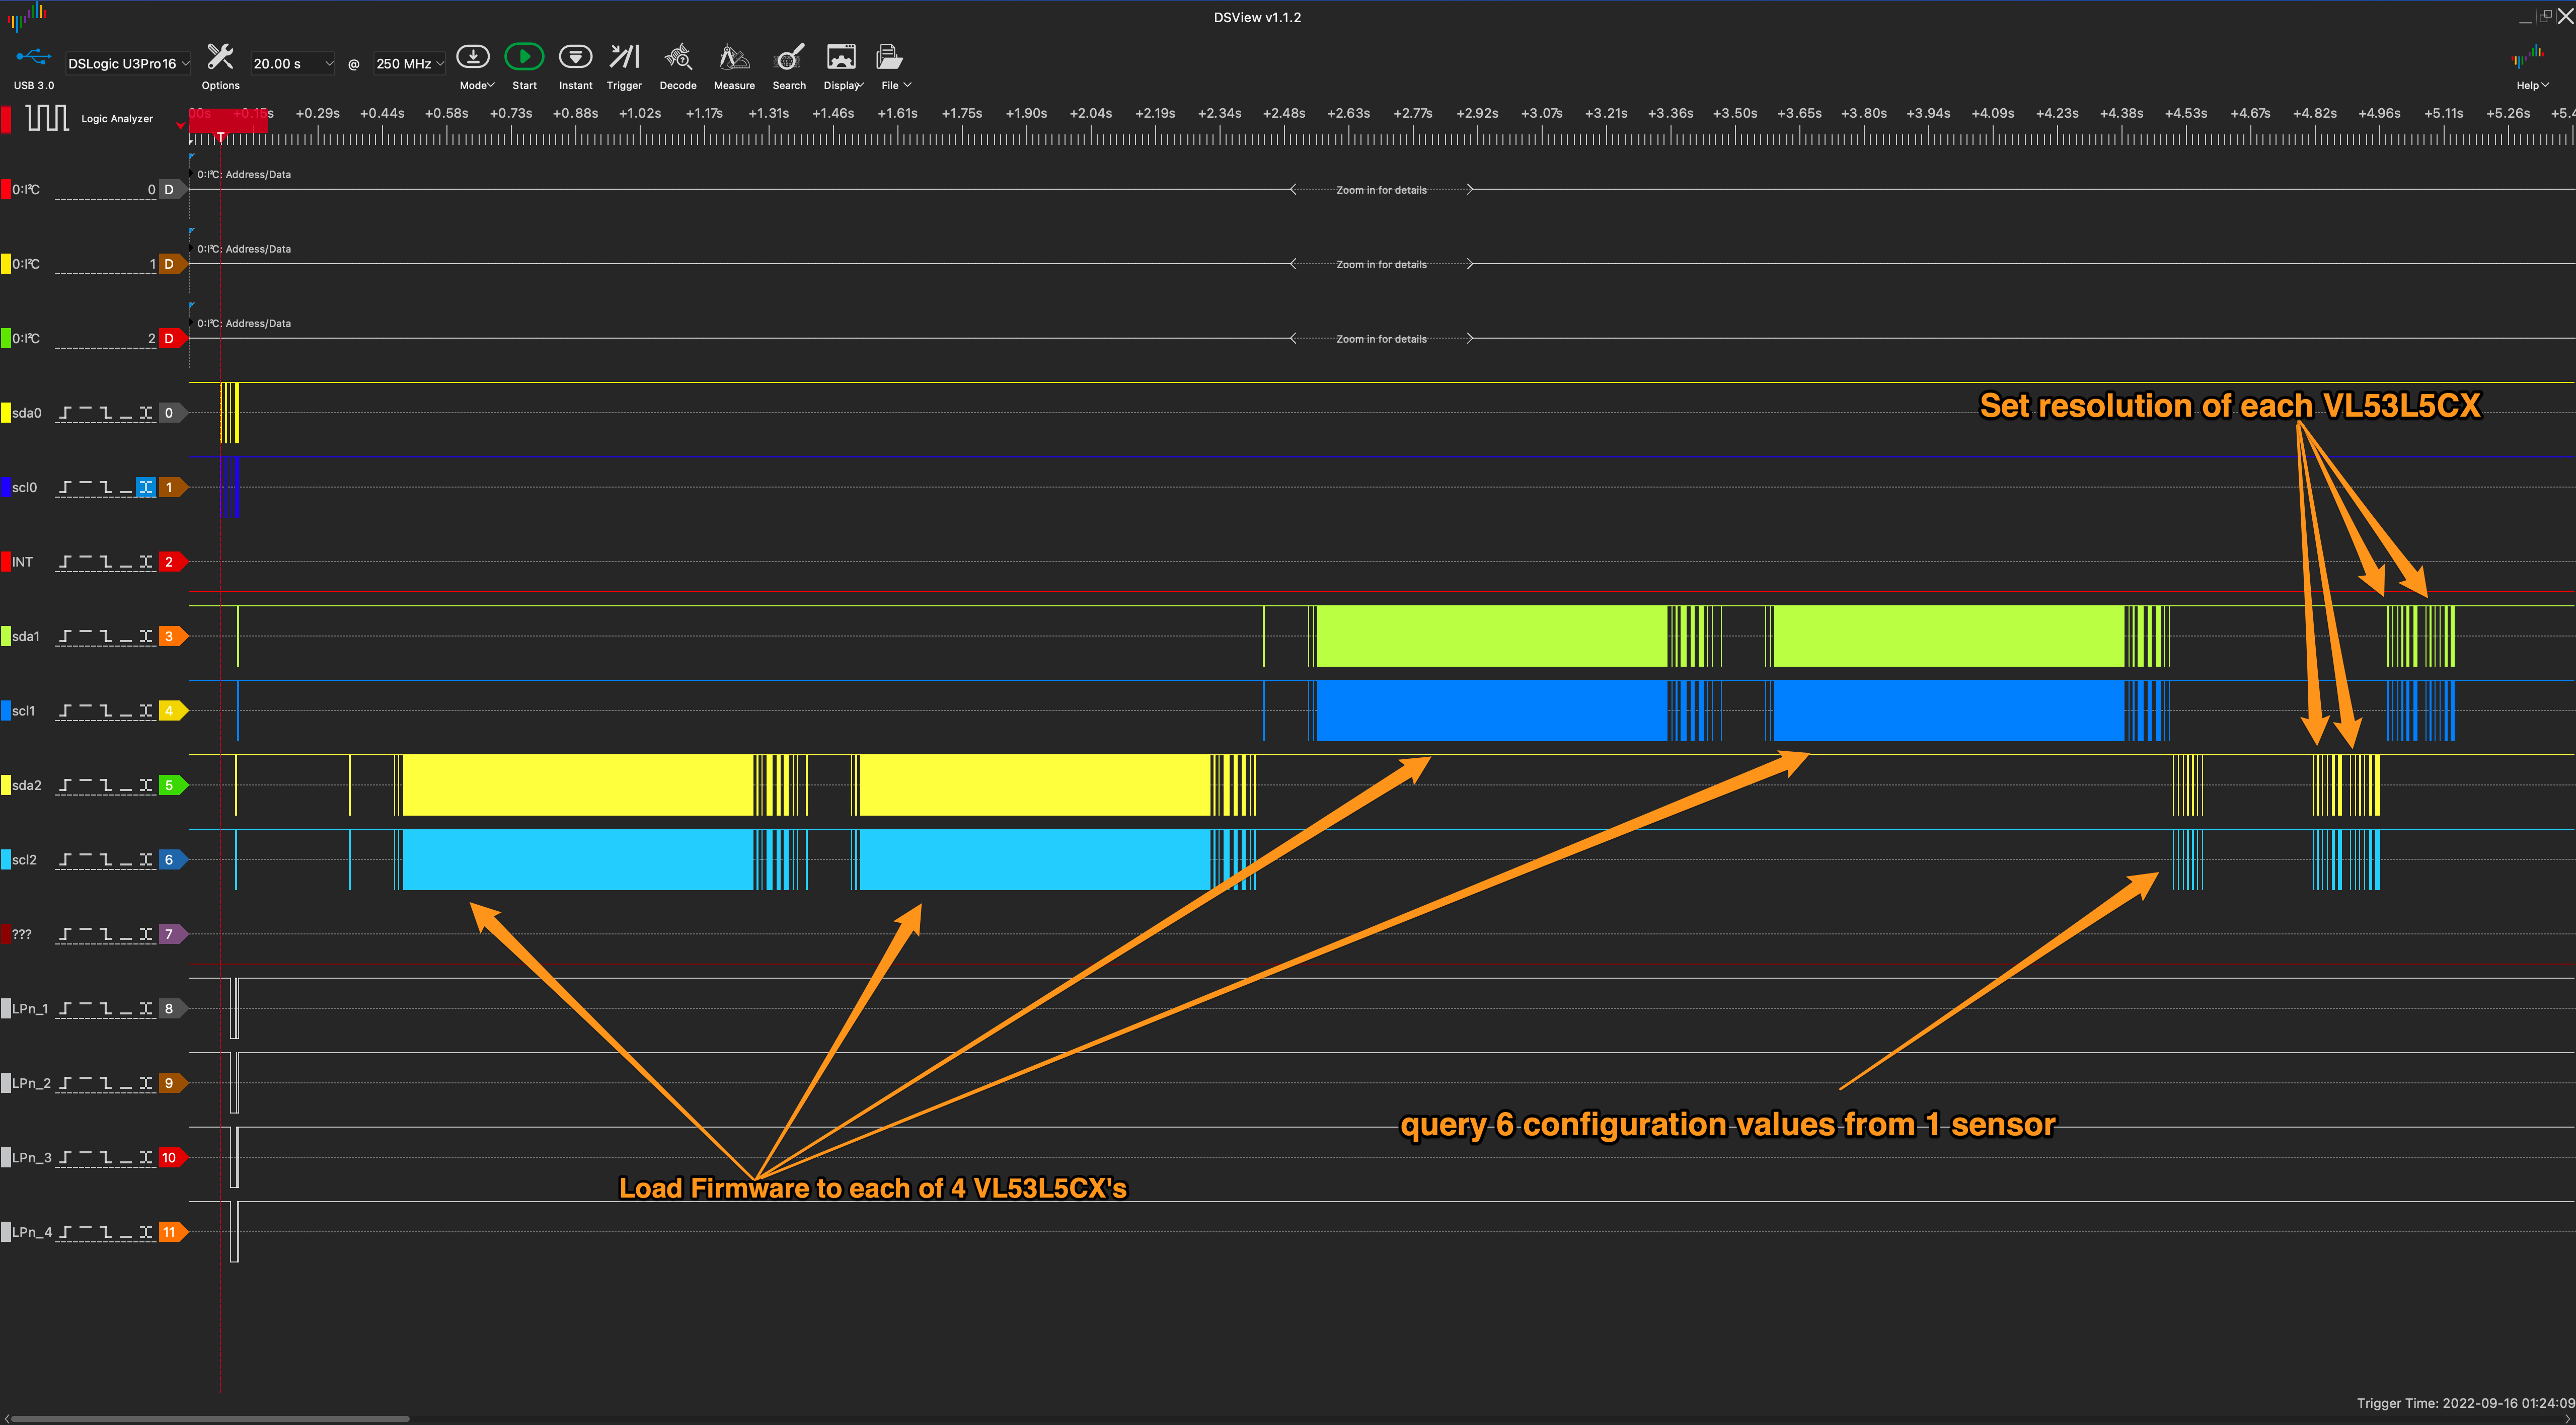 DSView v1.1.2
DSLogic U3Pro16
20.00 s
@
250 MHz
USB 3.0
Options
Mode
Start
Instant
Trigger
Decode
Measure
Search
Display
File
Help
Logic Analyzer
00s +0.15s +0.29s +0.44s +0.58s +0.73s +0.88s +1.02s +1.17s +1.31s +1.46s +1.61s +1.75s +1.90s +2.04s +2.19s +2.34s +2.48s +2.63s +2.77s +2.92s +3.07s +3.21s +3.36s +3.50s +3.65s +3.80s +3.94s +4.09s +4.23s +4.38s +4.53s +4.67s +4.82s +4.96s +5.11s +5.26s +5.4
T
0:I²C: Address/Data
0:I²C 0 D
Zoom in for details
0:I²C: Address/Data
0:I²C 1 D
Zoom in for details
0:I²C: Address/Data
0:I²C 2 D
Zoom in for details
Set resolution of each VL53L5CX
sda0 0
scl0 1
INT 2
sda1 3
scl1 4
sda2 5
scl2 6
??? 7
LPn_1 8
LPn_2 9
query 6 configuration values from 1 sensor
LPn_3 10
Load Firmware to each of 4 VL53L5CX's
LPn_4 11
Trigger Time: 2022-09-16 01:24:09